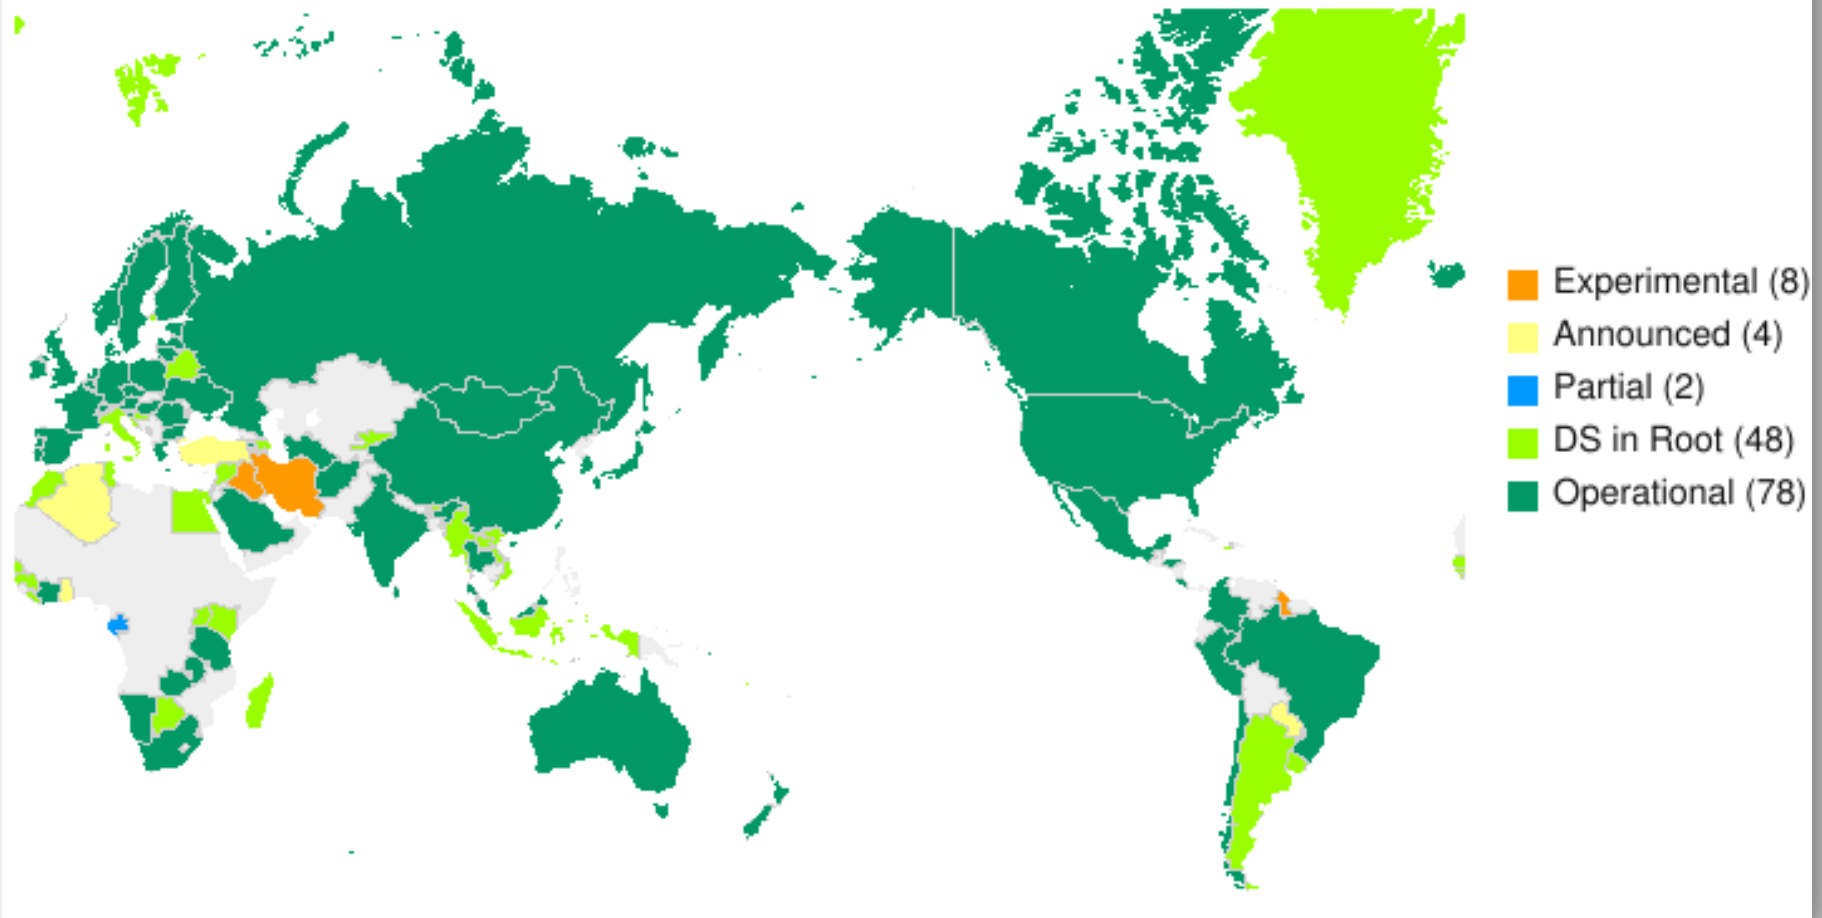 Experimental (8)
Announced (4)
Partial (2)
DS in Root (48)
Operational (78)